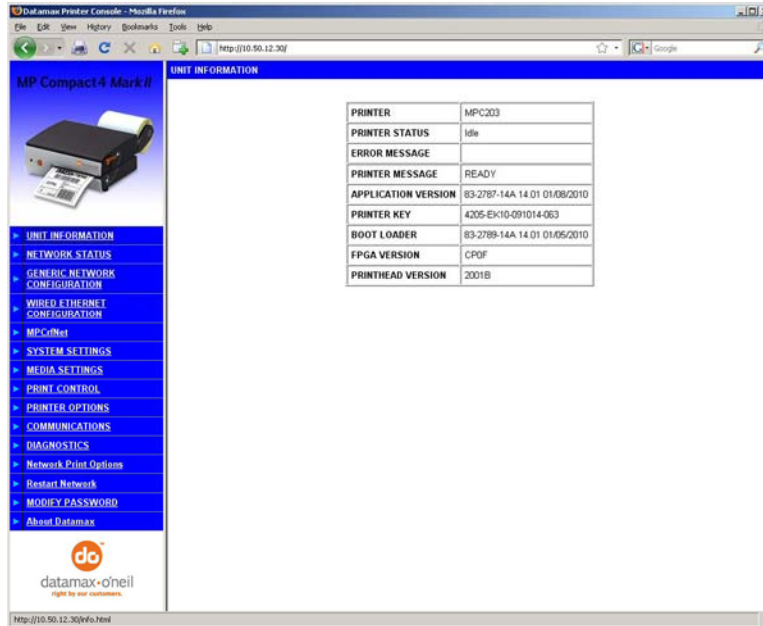 Datamax Printer Console - Mozilla Firefox
File Edit View History Bookmarks Tools Help
http://10.50.12.30/
Google
MP Compact4 Mark II
UNIT INFORMATION
PRINTER MPC203
PRINTER STATUS Idle
ERROR MESSAGE
PRINTER MESSAGE READY
APPLICATION VERSION 83-2787-14A 14.01 01/08/2010
PRINTER KEY 4205-EK10-091014-063
BOOT LOADER 83-2789-14A 14.01 01/05/2010
FPGA VERSION CP0F
PRINTHEAD VERSION 2001B
UNIT INFORMATION
NETWORK STATUS
GENERIC NETWORK
CONFIGURATION
WIRED ETHERNET
CONFIGURATION
MPCrfNet
SYSTEM SETTINGS
MEDIA SETTINGS
PRINT CONTROL
PRINTER OPTIONS
COMMUNICATIONS
DIAGNOSTICS
Network Print Options
Restart Network
MODIFY PASSWORD
About Datamax
do
datamax•o'neil
right by our customers.
http://10.50.12.30/info.html